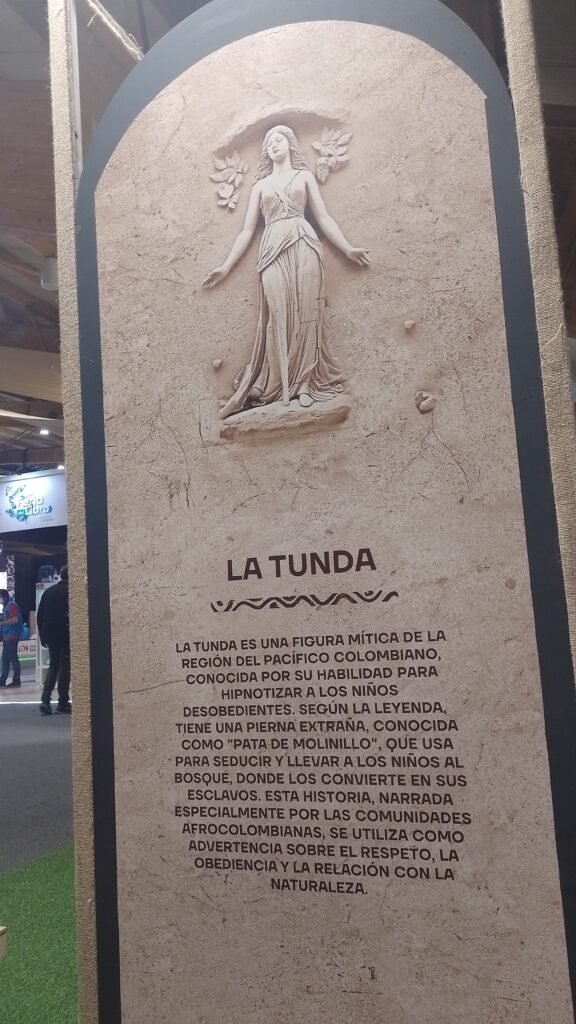 Feria
del Libro
LA TUNDA
LA TUNDA ES UNA FIGURA MÍTICA DE LA
REGIÓN DEL PACÍFICO COLOMBIANO,
CONOCIDA POR SU HABILIDAD PARA
HIPNOTIZAR A LOS NIÑOS
DESOBEDIENTES. SEGÚN LA LEYENDA,
TIENE UNA PIERNA EXTRAÑA, CONOCIDA
COMO "PATA DE MOLINILLO", QUE USA
PARA SEDUCIR Y LLEVAR A LOS NIÑOS AL
BOSQUE, DONDE LOS CONVIERTE EN SUS
ESCLAVOS. ESTA HISTORIA, NARRADA
ESPECIALMENTE POR LAS COMUNIDADES
AFROCOLOMBIANAS, SE UTILIZA COMO
ADVERTENCIA SOBRE EL RESPETO, LA
OBEDIENCIA Y LA RELACIÓN CON LA
NATURALEZA.